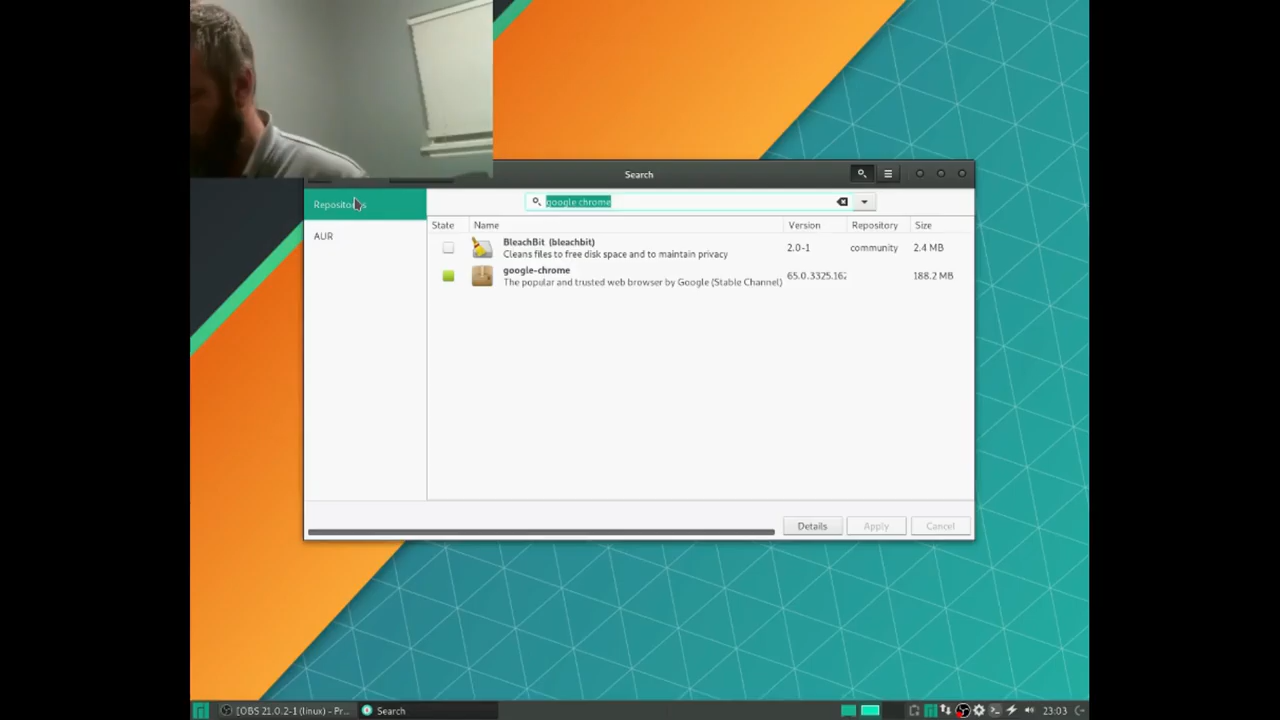 Search
Repositories
AUR
google chrome
State Name Version Repository Size
BleachBit (bleachbit)
Cleans files to free disk space and to maintain privacy
2.0-1 community 2.4 MB
google-chrome
The popular and trusted web browser by Google (Stable Channel)
65.0.3325.162 188.2 MB
Details Apply Cancel
[OBS 21.0.2-1 (linux) - Pr... Search 23:03